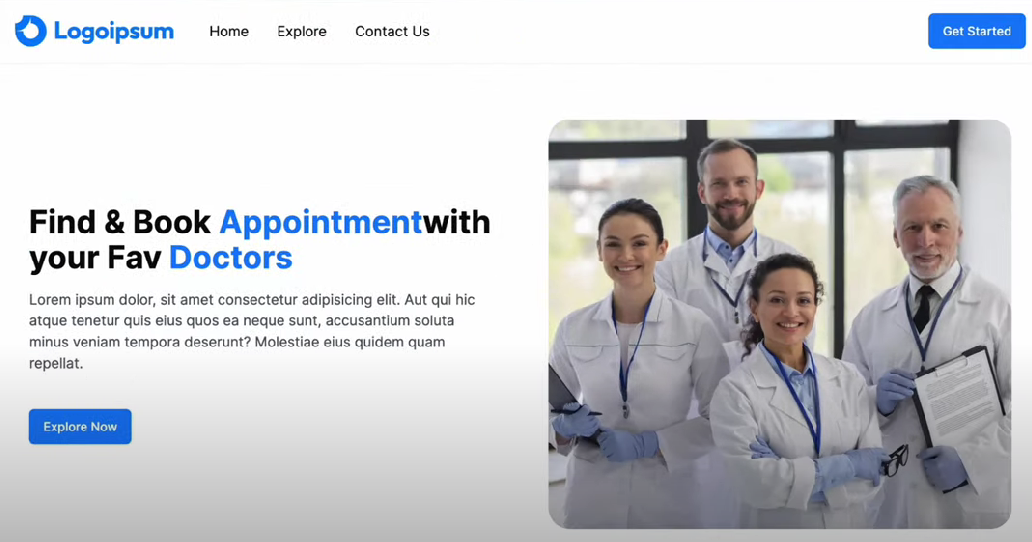 Logoipsum
Home
Explore
Contact Us
Get Started
Find & Book Appointmentwith
your Fav Doctors
Lorem ipsum dolor, sit amet consectetur adipisicing elit. Aut qui hic
atque tenetur quis eius quos ea neque sunt, accusantium soluta
minus veniam tempora deserunt? Molestiae eius quidem quam
repellat.
Explore Now